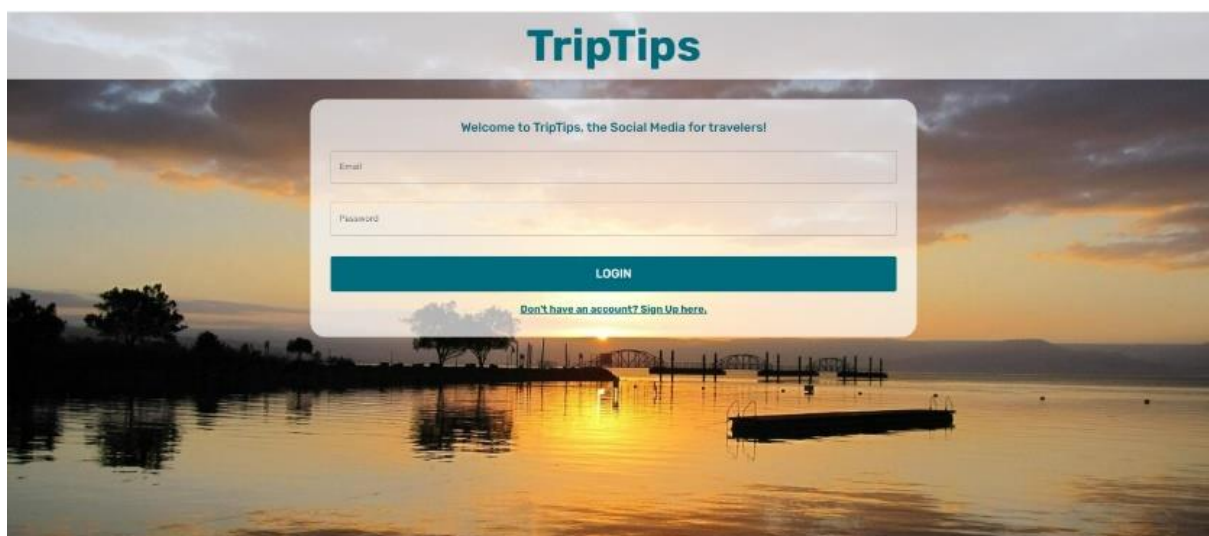 TripTips
Welcome to TripTips, the Social Media for travelers!
Email
Password
LOGIN
Don't have an account? Sign Up here.